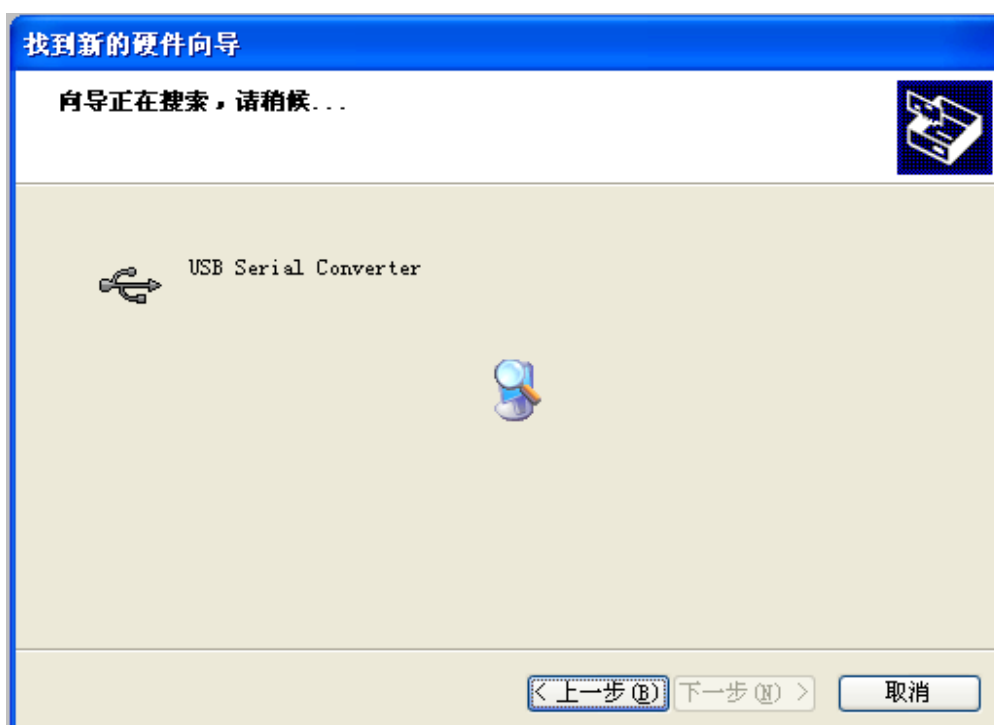 找到新的硬件向导
向导正在搜索，请稍候...
USB Serial Converter
< 上一步(B) 下一步(N) > 取消